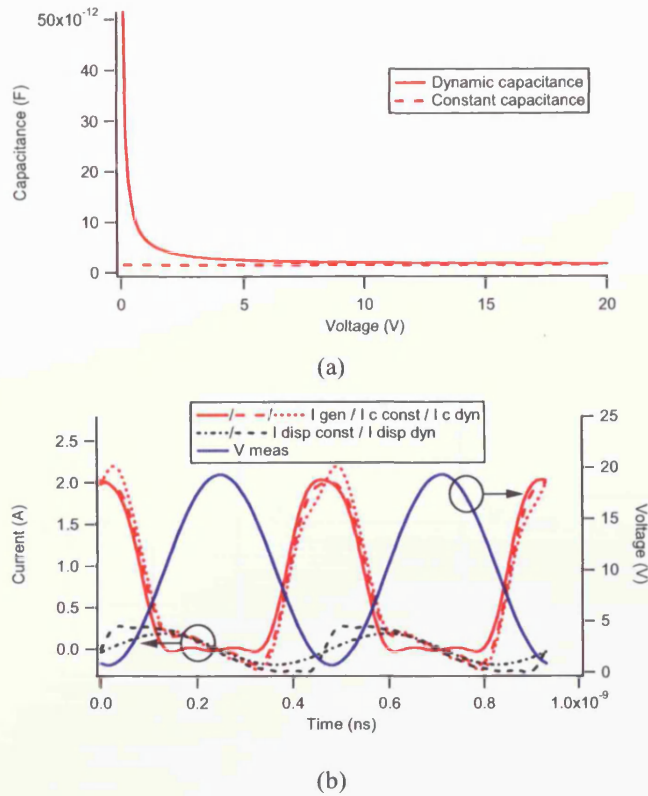 50x10-12
40
30
20
10
0
Capacitance (F)
Dynamic capacitance
Constant capacitance
0 5 10 15 20
Voltage (V)
(a)
I gen / I c const / I c dyn
I disp const / I disp dyn
V meas
2.5
2.0
1.5
1.0
0.5
0.0
Current (A)
25
20
15
10
5
0
Voltage (V)
0.0 0.2 0.4 0.6 0.8 1.0x10-9
Time (ns)
(b)